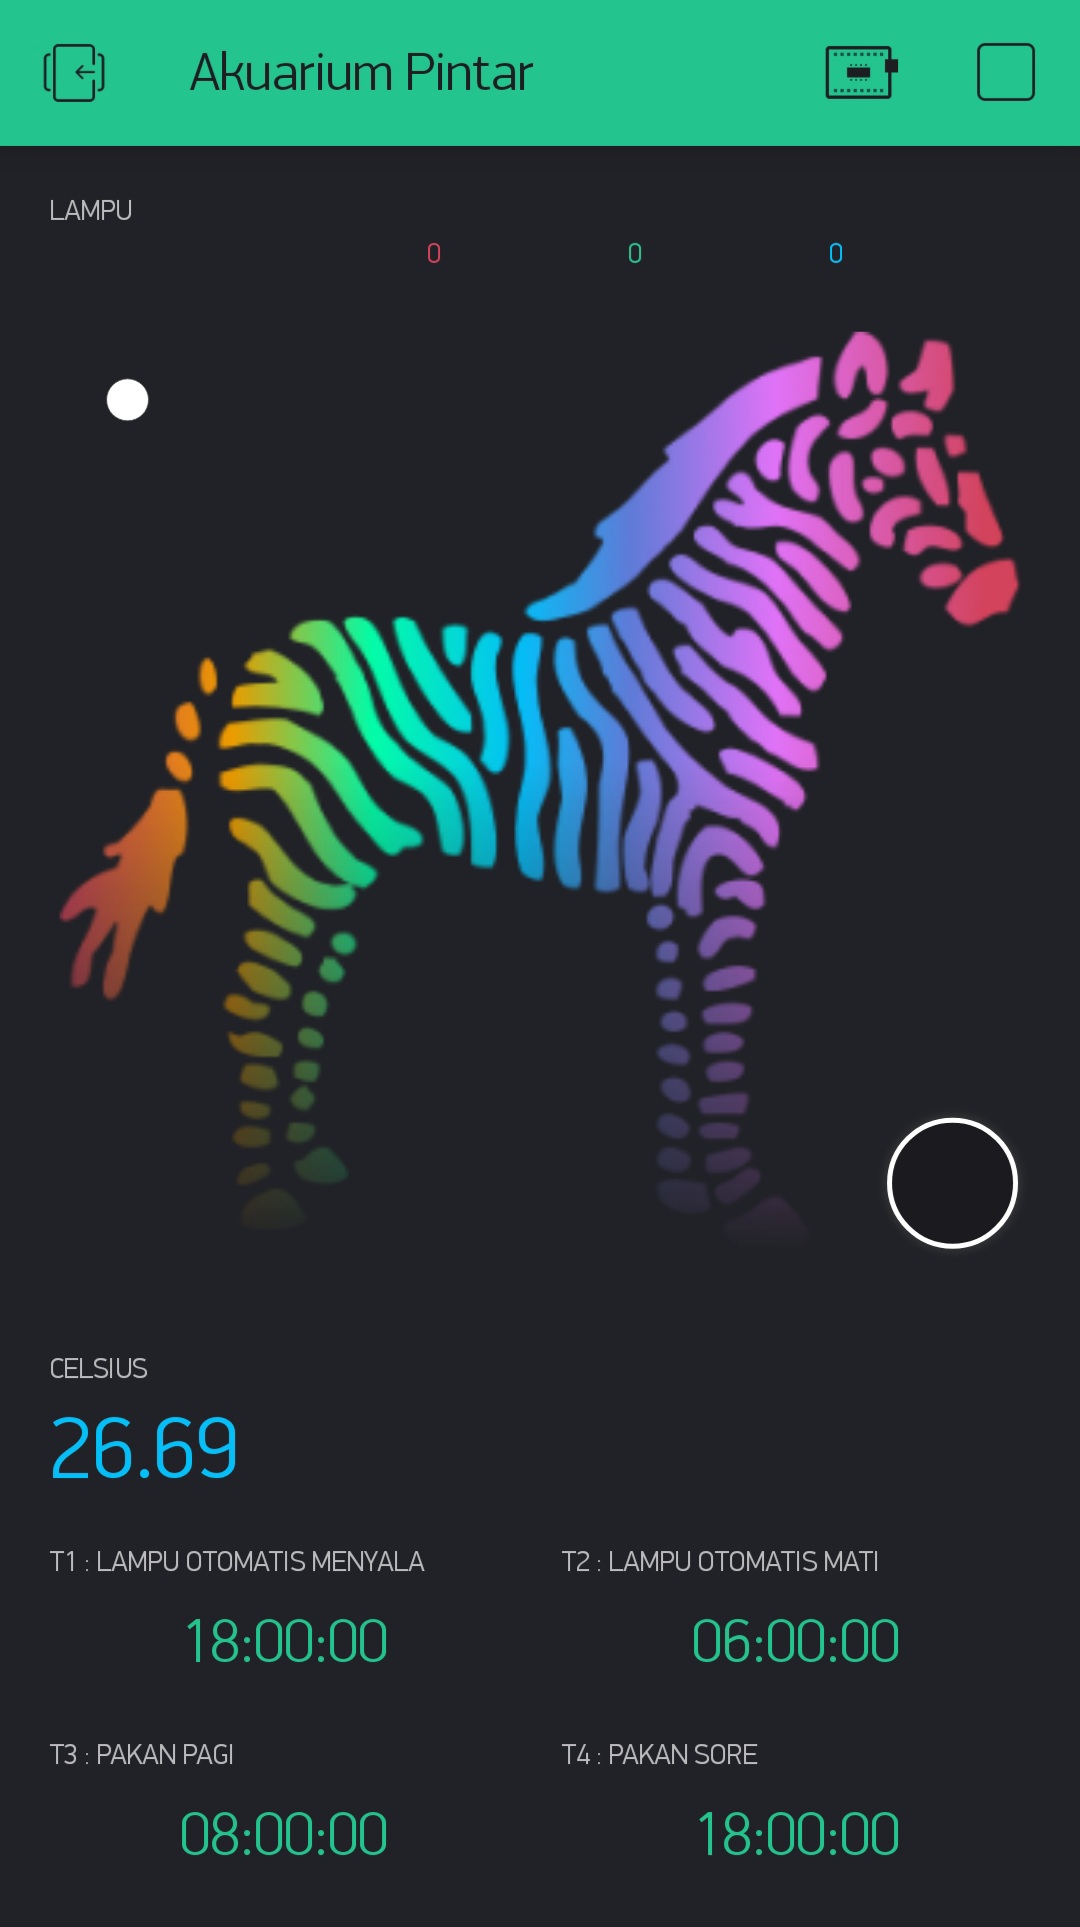 Akuarium Pintar
LAMPU
0 0 0
CELSIUS
26.69
T1 : LAMPU OTOMATIS MENYALA T2 : LAMPU OTOMATIS MATI
18:00:00 06:00:00
T3 : PAKAN PAGI T4 : PAKAN SORE
08:00:00 18:00:00